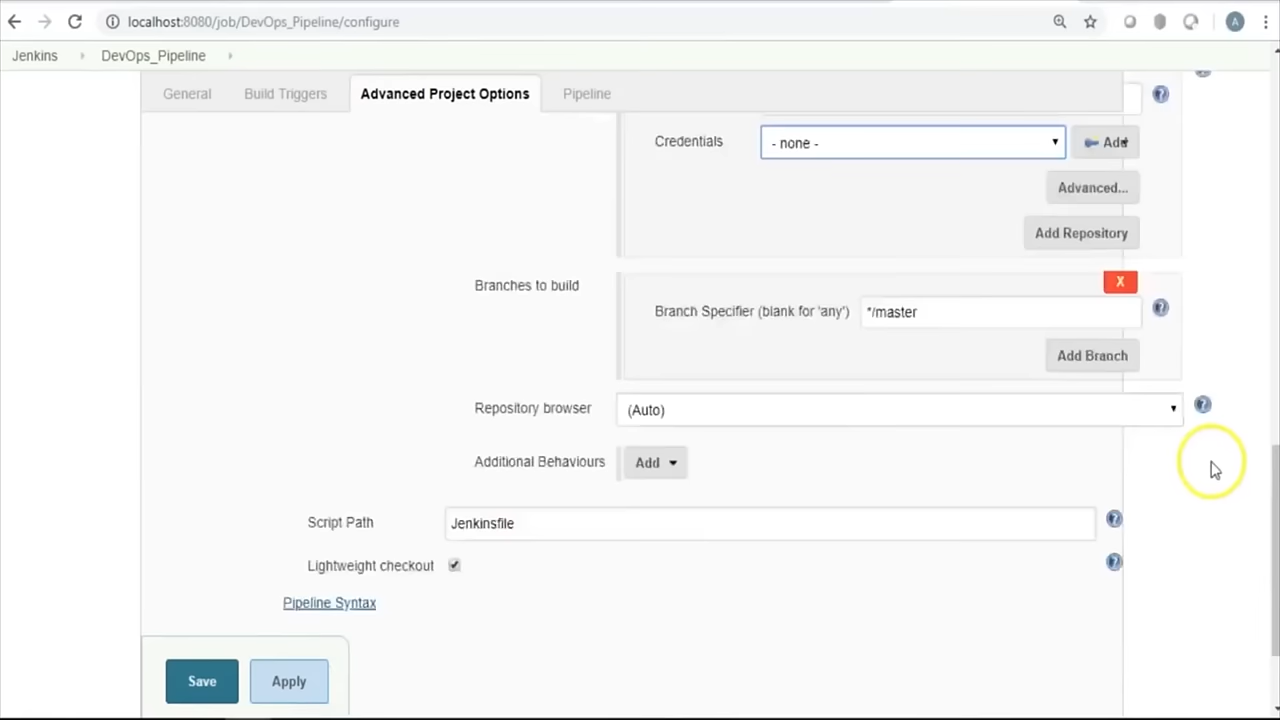 localhost:8080/job/DevOps_Pipeline/configure
A
Jenkins DevOps_Pipeline
General Build Triggers Advanced Project Options Pipeline
Credentials - none - Add
Advanced...
Add Repository
Branches to build
X
Branch Specifier (blank for 'any') */master
Add Branch
Repository browser (Auto)
Additional Behaviours Add
Script Path Jenkinsfile
Lightweight checkout
Pipeline Syntax
Save Apply